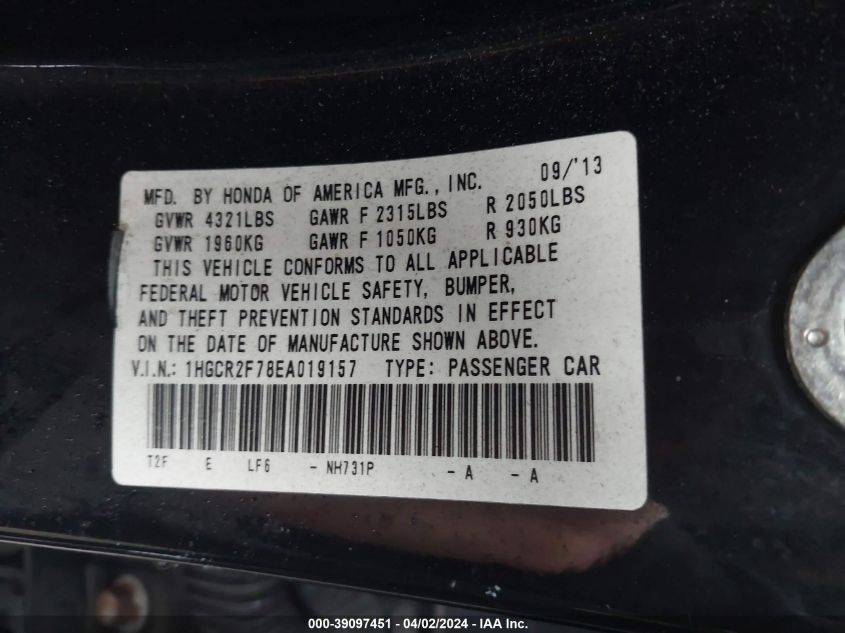 MFD. BY HONDA OF AMERICA MFG., INC. 09/'13
GVWR 4321LBS GAWR F 2315LBS R 2050LBS
GVWR 1960KG GAWR F 1050KG R 930KG
THIS VEHICLE CONFORMS TO ALL APPLICABLE
FEDERAL MOTOR VEHICLE SAFETY, BUMPER,
AND THEFT PREVENTION STANDARDS IN EFFECT
ON THE DATE OF MANUFACTURE SHOWN ABOVE.
V.I.N.: 1HGCR2F78EA019157 TYPE: PASSENGER CAR
T2F E LF6 - NH731P - A - A
000-39097451 - 04/02/2024 - IAA Inc.